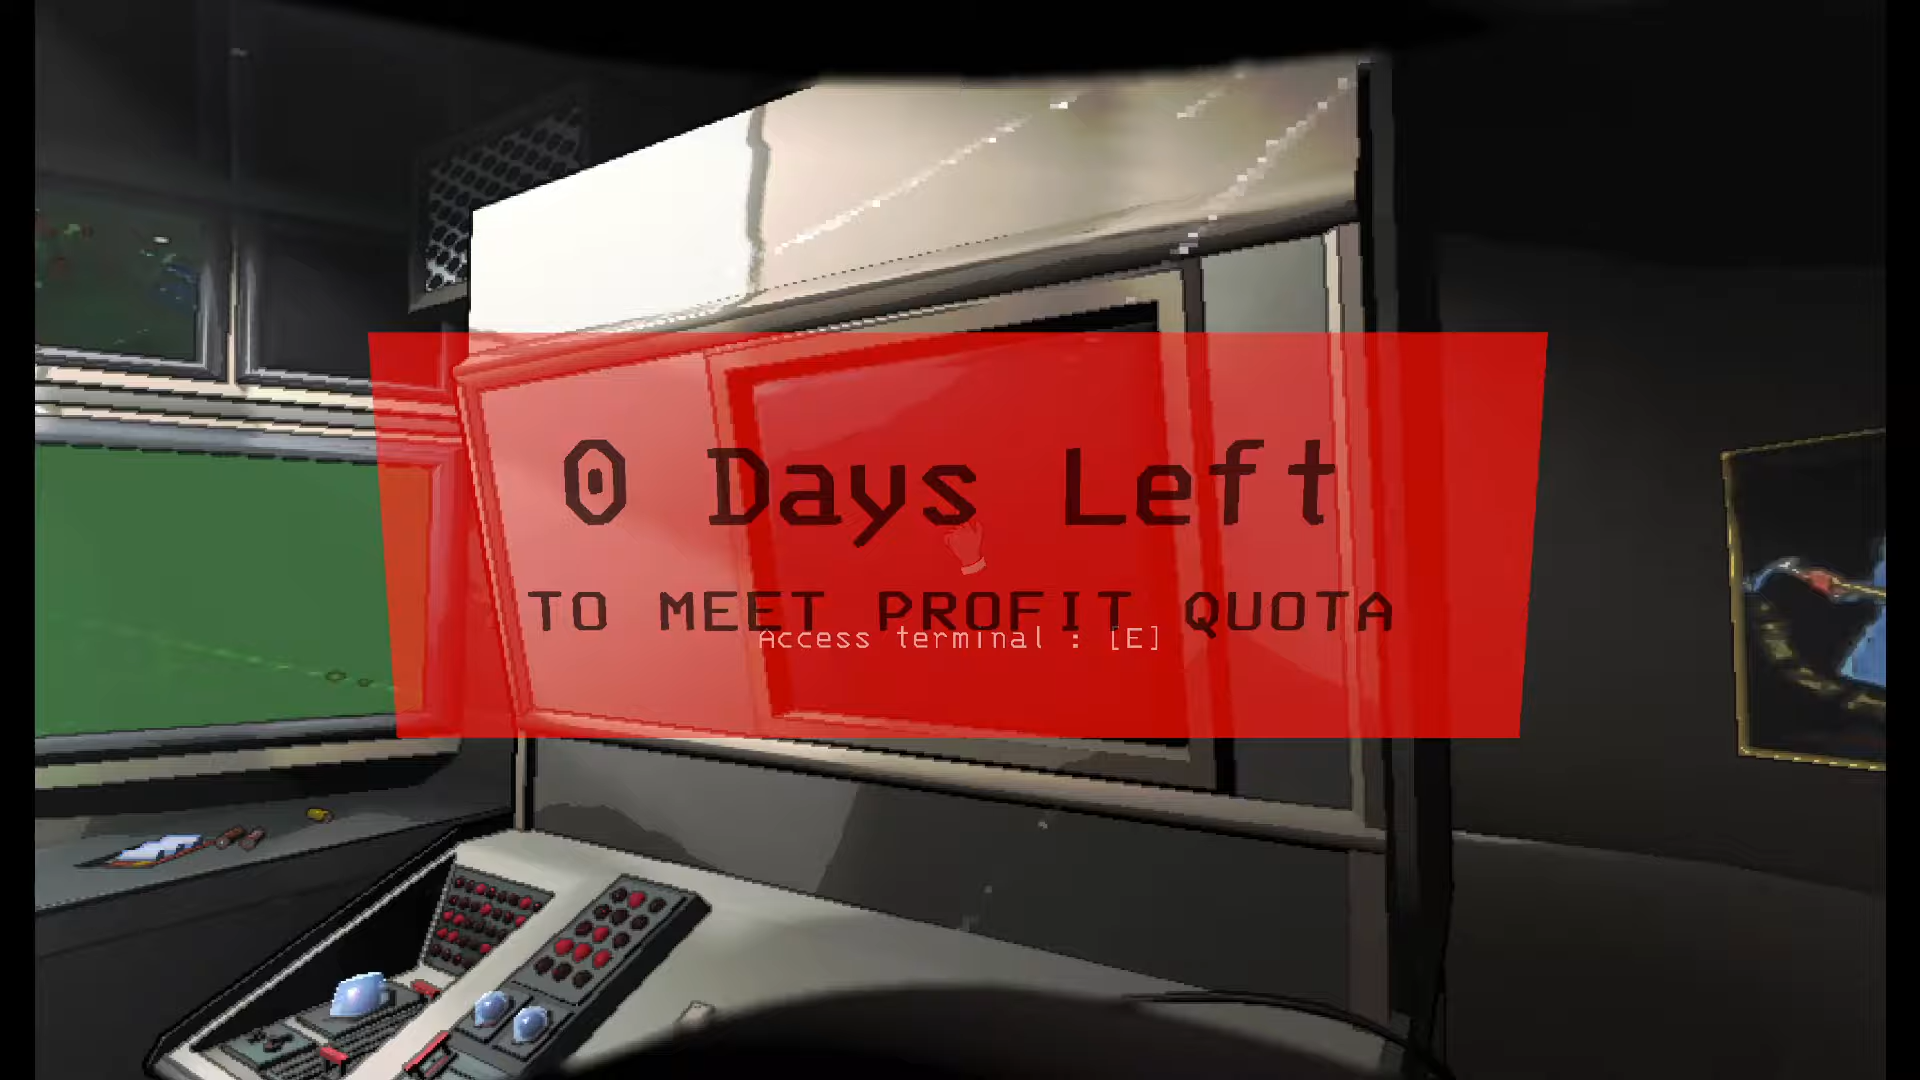 0 Days Left
TO MEET PROFIT QUOTA
Access terminal : [E]